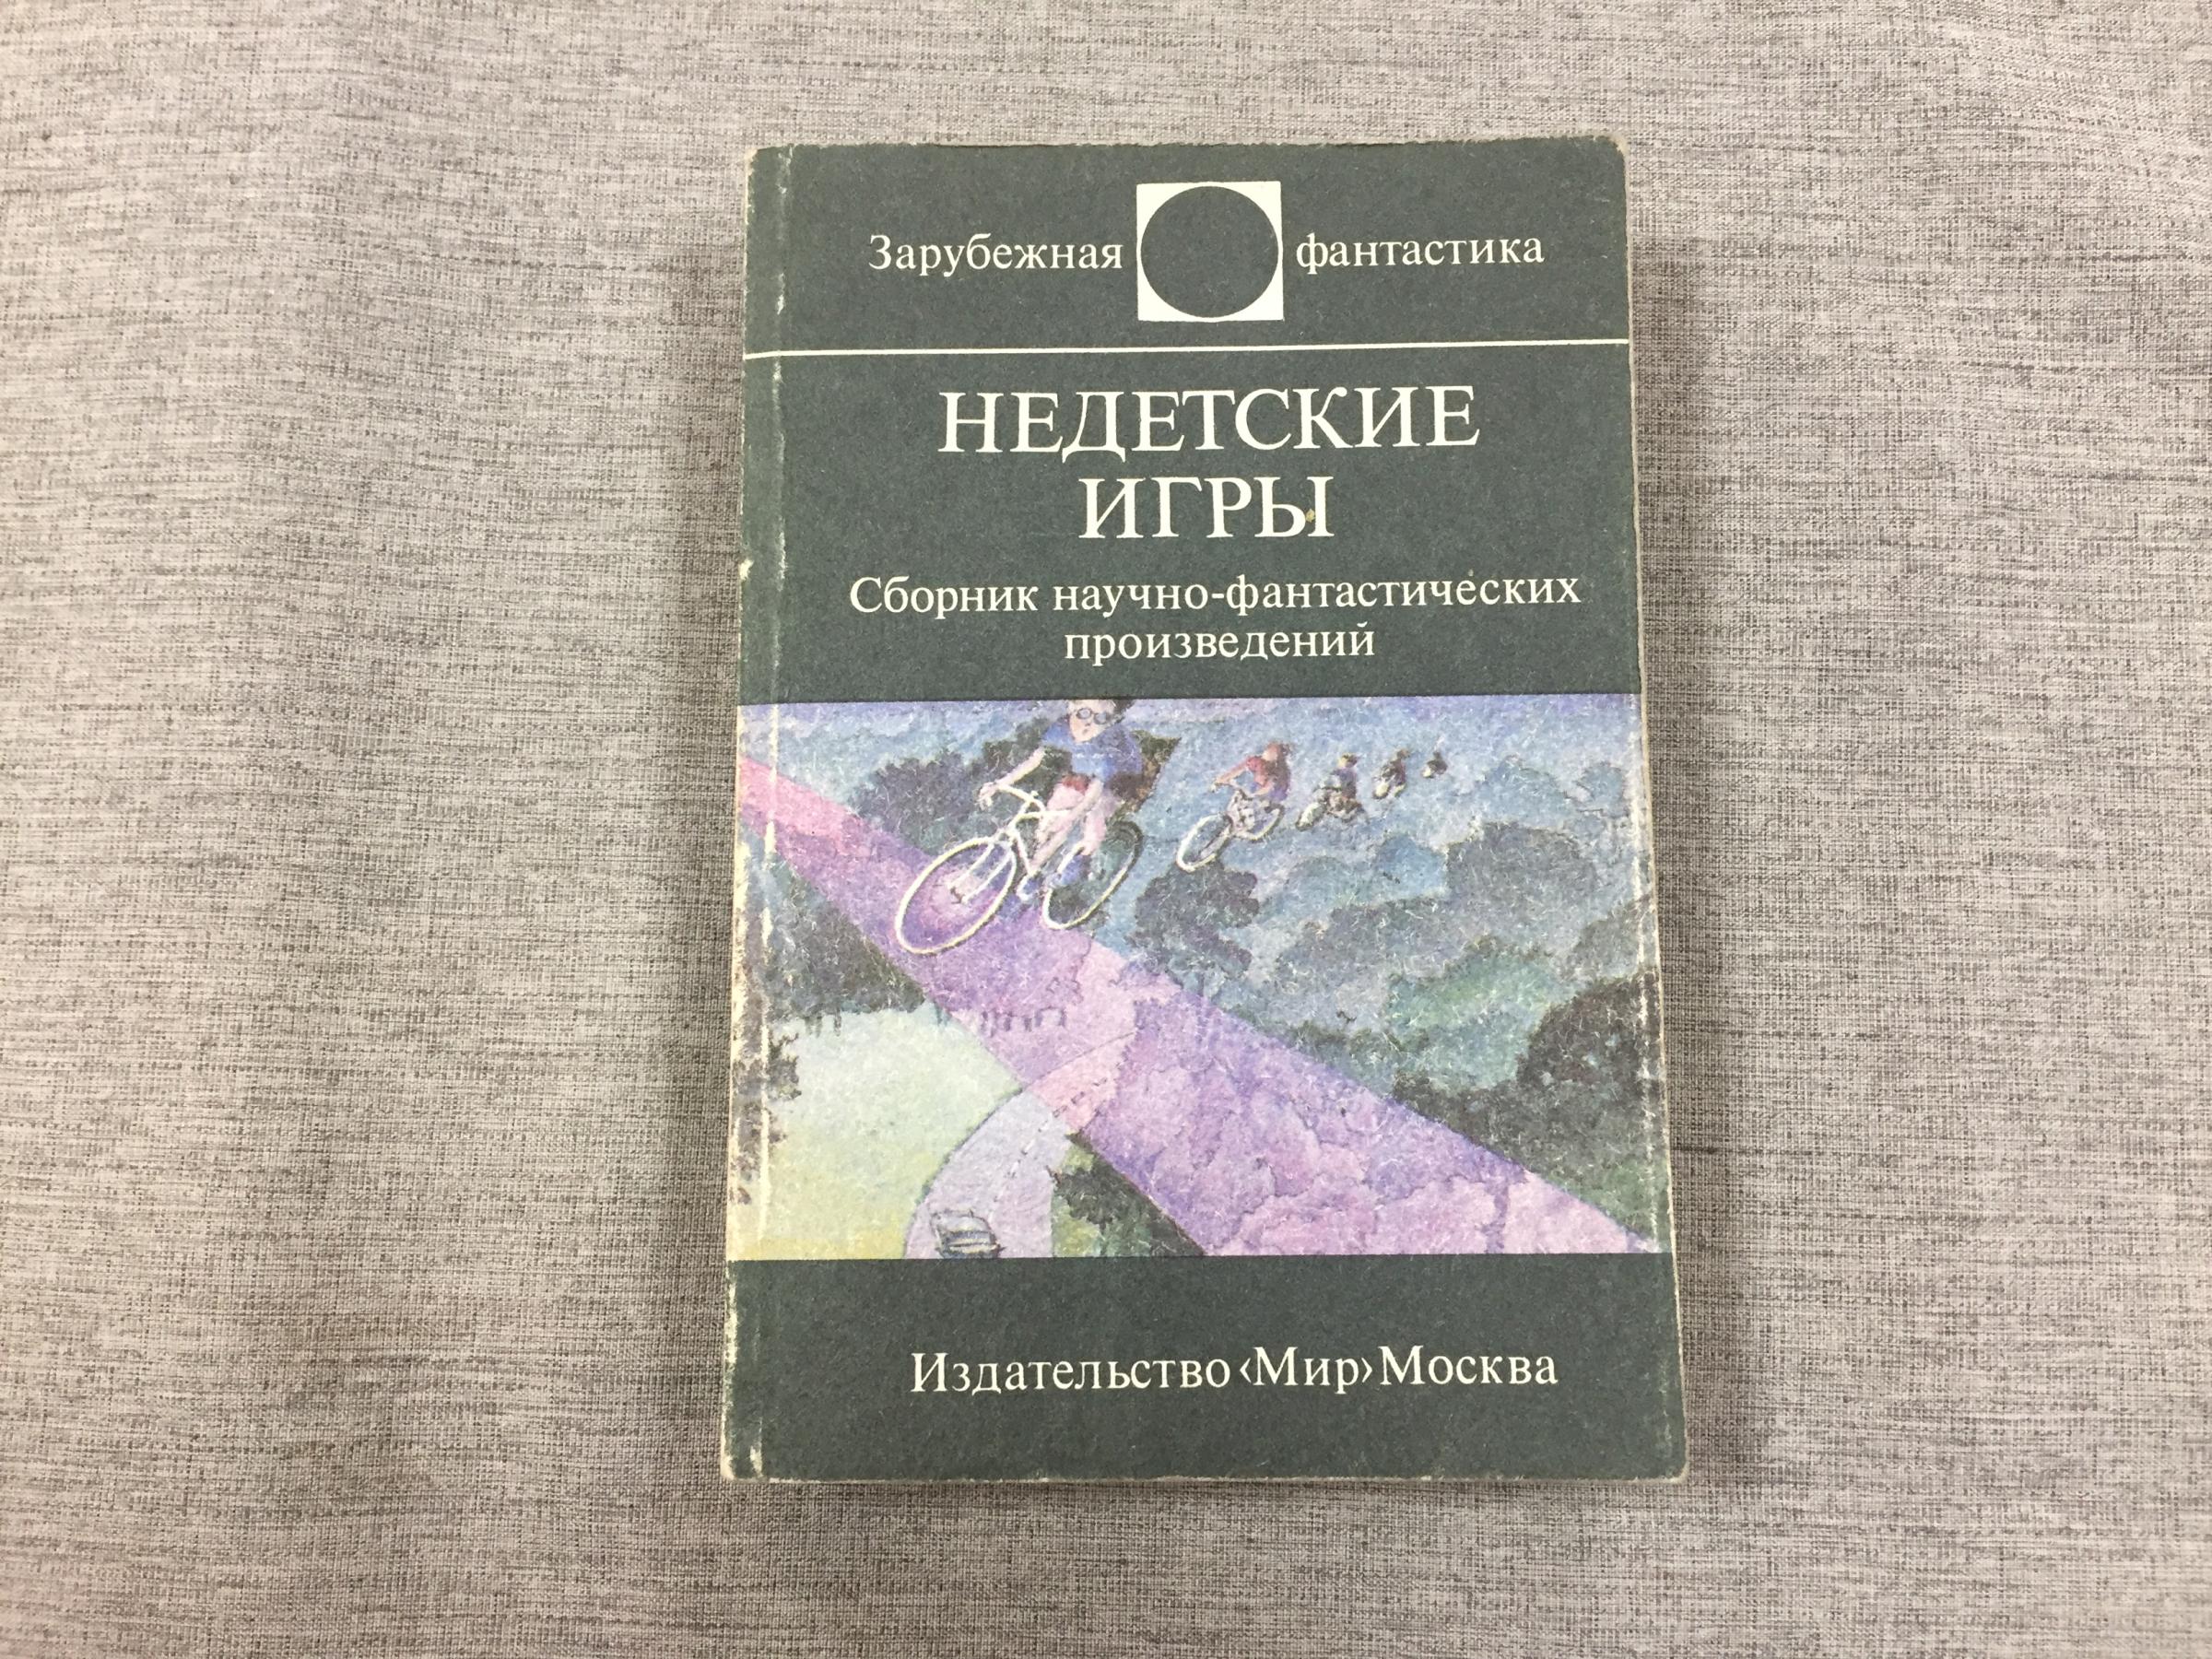 Зарубежная фантастика
НЕДЕТСКИЕ
ИГРЫ
Сборник научно-фантастических
произведений
Издательство ‹Мир› Москва